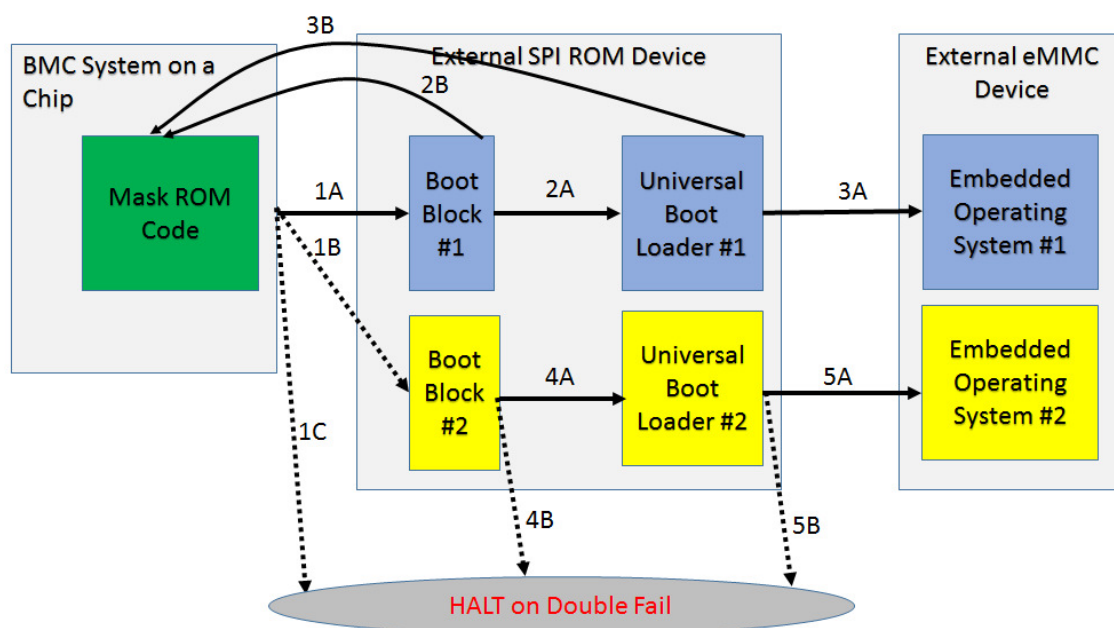 3B
BMC System on a
Chip
External SPI ROM Device
External eMMC
Device
2B
Mask ROM
Code
1A
Boot
Block
#1
2A
Universal
Boot
Loader #1
3A
Embedded
Operating
System #1
1B
Boot
Block
#2
4A
Universal
Boot
Loader #2
5A
Embedded
Operating
System #2
1C
4B
5B
HALT on Double Fail